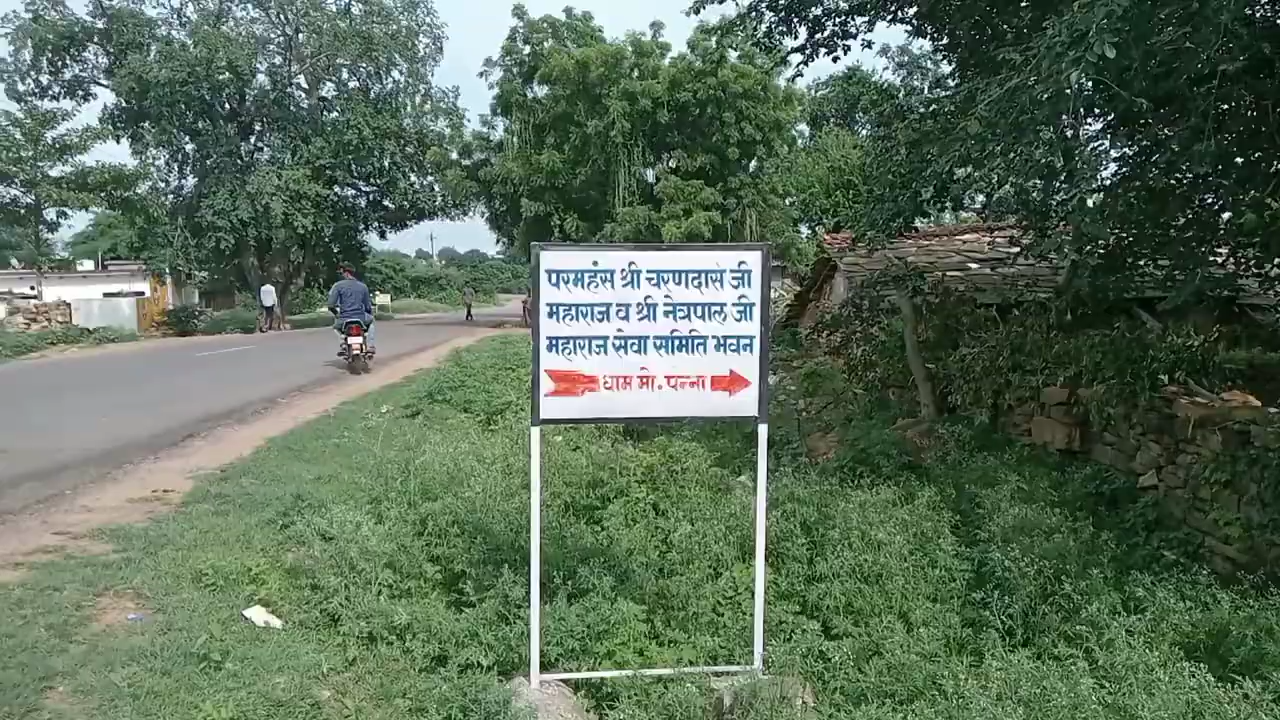 परमहंस श्री चरणदास जी
महाराज व श्री नेत्रपाल जी
महाराज सेवा समिति भवन
धाम मो. पन्ना